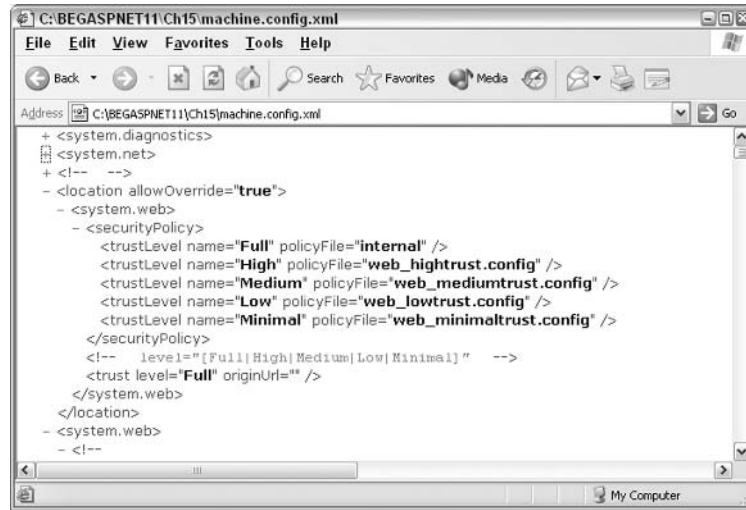 C:\BEGASPNET11\Ch15\machine.config.xml
File Edit View Favorites Tools Help
Back Search Favorites Media
Address C:\BEGASPNET11\Ch15\machine.config.xml Go
+ <system.diagnostics>
+ <system.net>
+ <!-- -->
- <location allowOverride="true">
- <system.web>
- <securityPolicy>
<trustLevel name="Full" policyFile="internal" />
<trustLevel name="High" policyFile="web_hightrust.config" />
<trustLevel name="Medium" policyFile="web_mediumtrust.config" />
<trustLevel name="Low" policyFile="web_lowtrust.config" />
<trustLevel name="Minimal" policyFile="web_minimaltrust.config" />
</securityPolicy>
<!-- level="[Full|High|Medium|Low|Minimal]" -->
<trust level="Full" originUrl="" />
</system.web>
</location>
- <system.web>
- <!--
My Computer